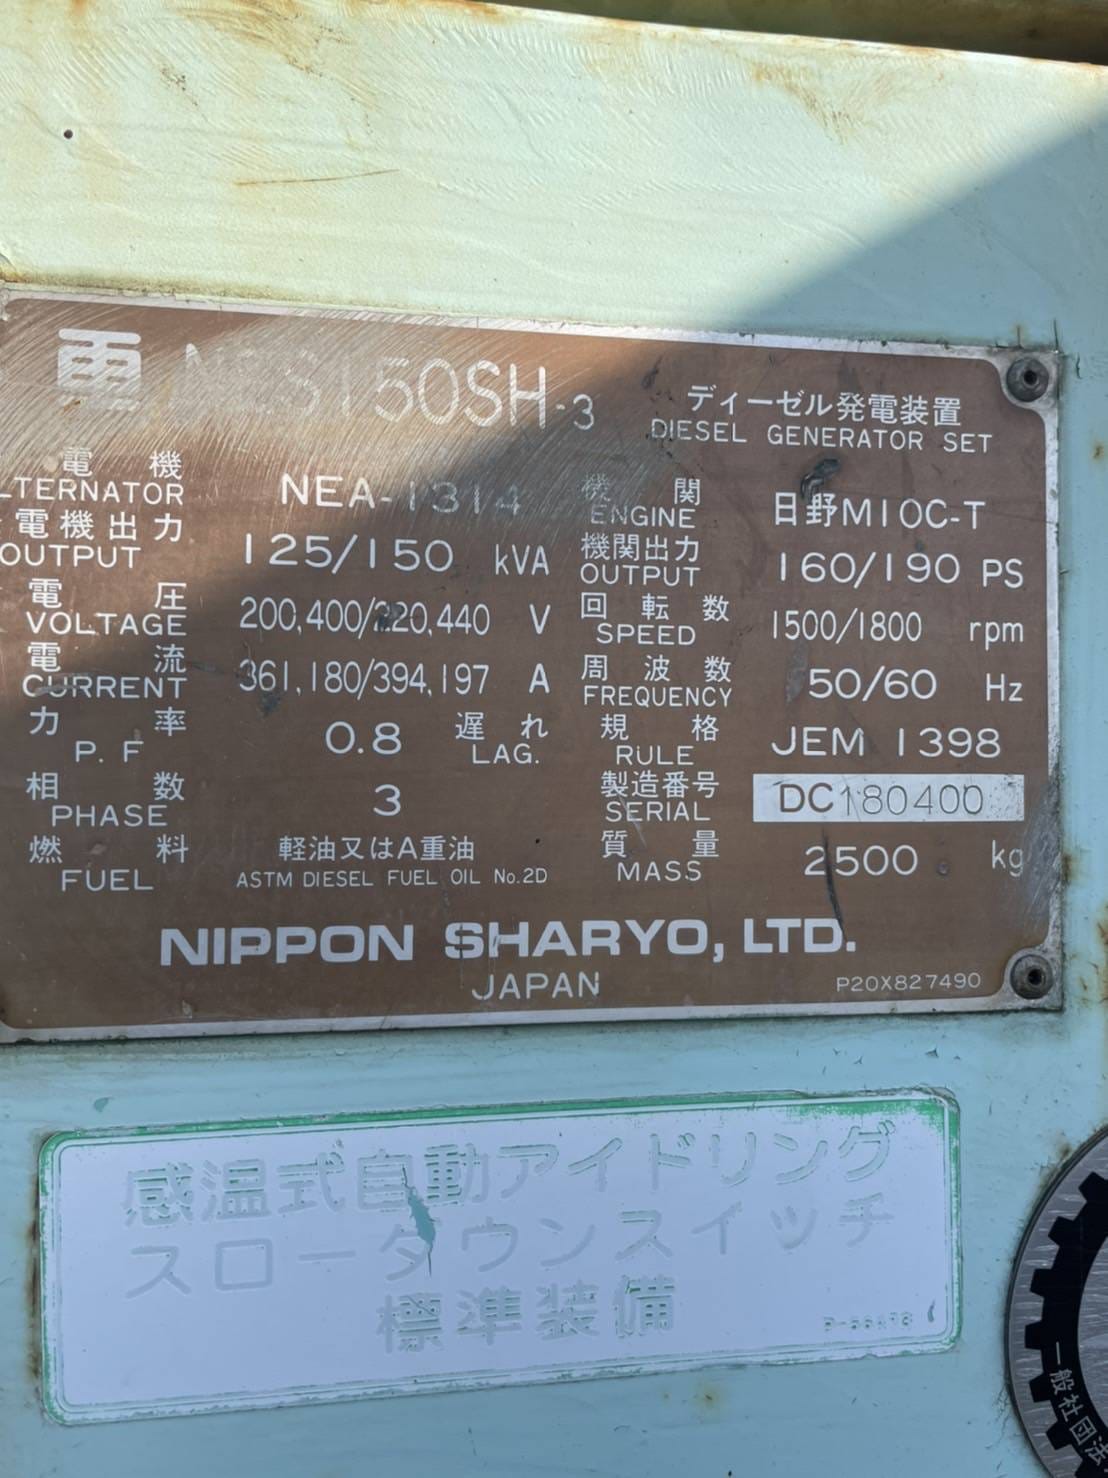 電 NES150SH-3
ディーゼル発電装置
DIESEL GENERATOR SET
電機
LTERNATOR NEA-1314
電機出力
OUTPUT 125/150 kVA
電圧
VOLTAGE 200,400/220,440 V
電流
CURRENT 361,180/394,197 A
力率
P.F 0.8 遅れ
LAG.
相数
PHASE 3
燃料 軽油又はA重油
FUEL ASTM DIESEL FUEL OIL No.2D
機関
ENGINE 日野M10C-T
機関出力
OUTPUT 160/190 PS
回転数
SPEED 1500/1800 rpm
周波数
FREQUENCY 50/60 Hz
規格
RULE JEM 1398
製造番号
SERIAL DC180400
質量
MASS 2500 kg
NIPPON SHARYO, LTD.
JAPAN
P20X827490
感温式自動アイドリング
スローダウンスイッチ
標準装備
一般社団法